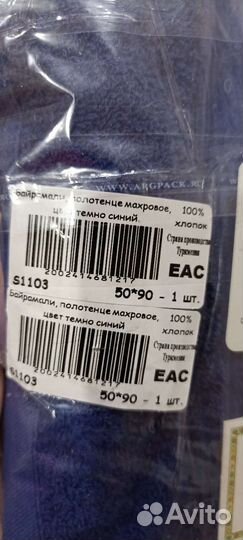 WWW.ARGPACK.RU
Байрамали, полотенце махровое, 100%
цвет темно синий. хлопок
Страна производства
Туркмения
EAC
2002414681217
S1103 50*90 - 1 шт.
Байрамали, полотенце махровое, 100%
цвет темно синий хлопок
Страна производства
Туркмения
EAC
2002414681217
S1103 50*90 - 1 шт.
Avito